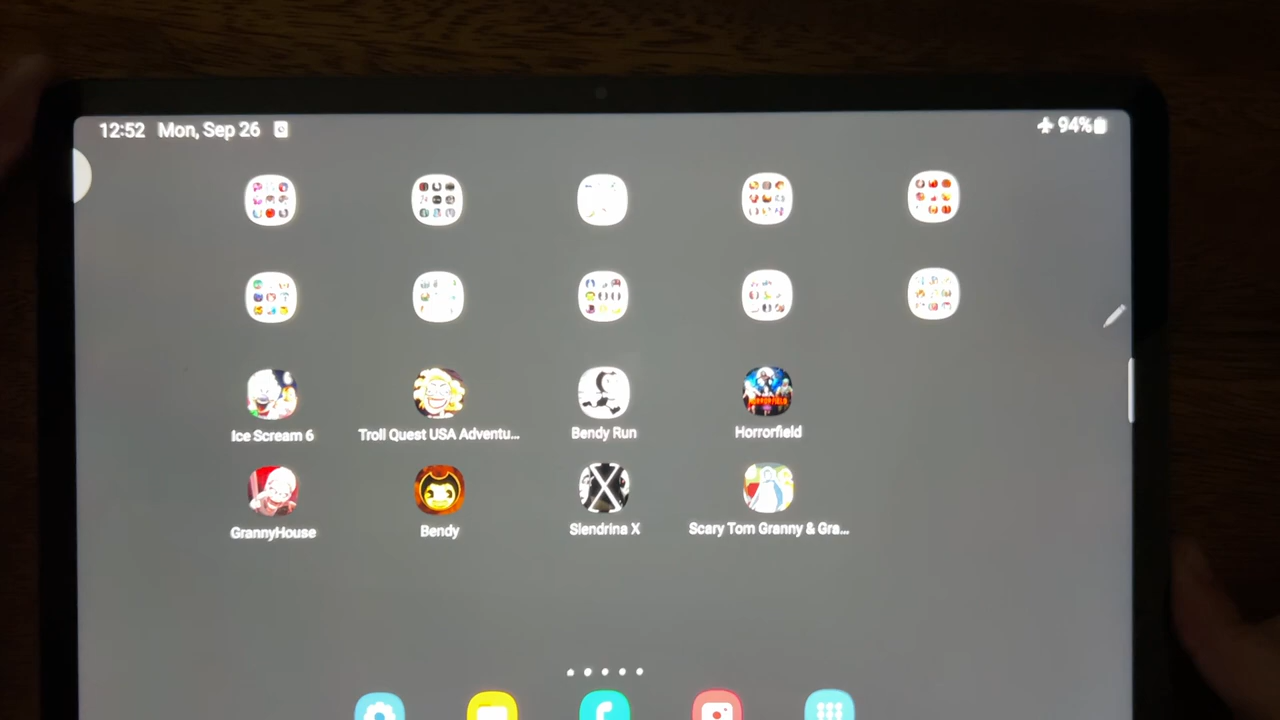 12:52 Mon, Sep 26
94%
Ice Scream 6
Troll Quest USA Adventu...
Bendy Run
HORRORFIELD
Horrorfield
GrannyHouse
Bendy
Slendrina X
Scary Tom Granny & Gra...